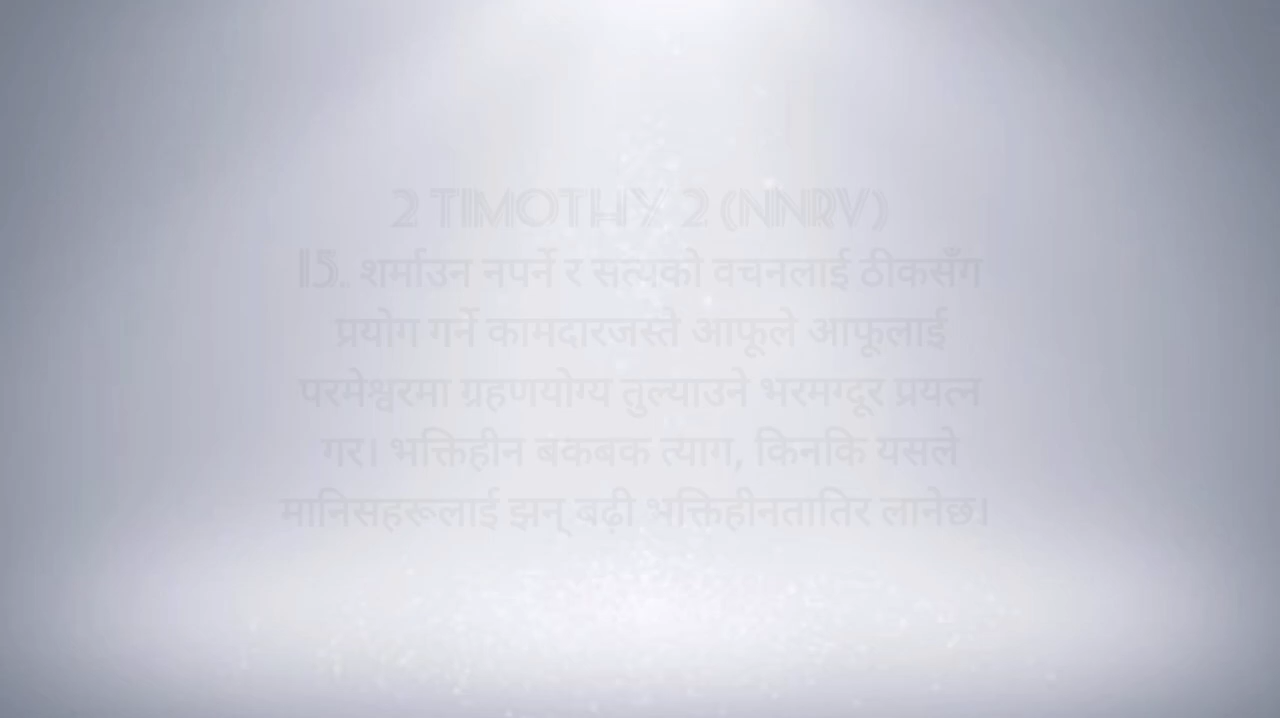 2 TIMOTHY 2 (NNRV)
15. शर्माउन नपर्ने र सत्यको वचनलाई ठीकसँग
प्रयोग गर्ने कामदारजस्ते आफूले आफूलाई
परमेश्वरमा ग्रहणयोग्य तुल्याउने भरमग्दूर प्रयत्न
गर। भक्तिहीन बकबक त्याग, किनकि यसले
मानिसहरूलाई झन् बढ़ी भक्तिहीनतातिर लानेछ।